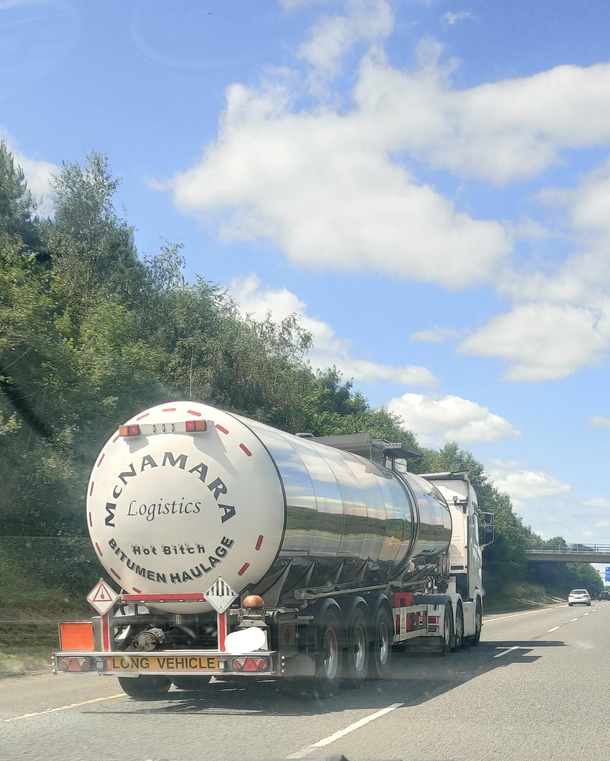 McNAMARA
Logistics
Hot Bitch
BITUMEN HAULAGE
LONG VEHICLE